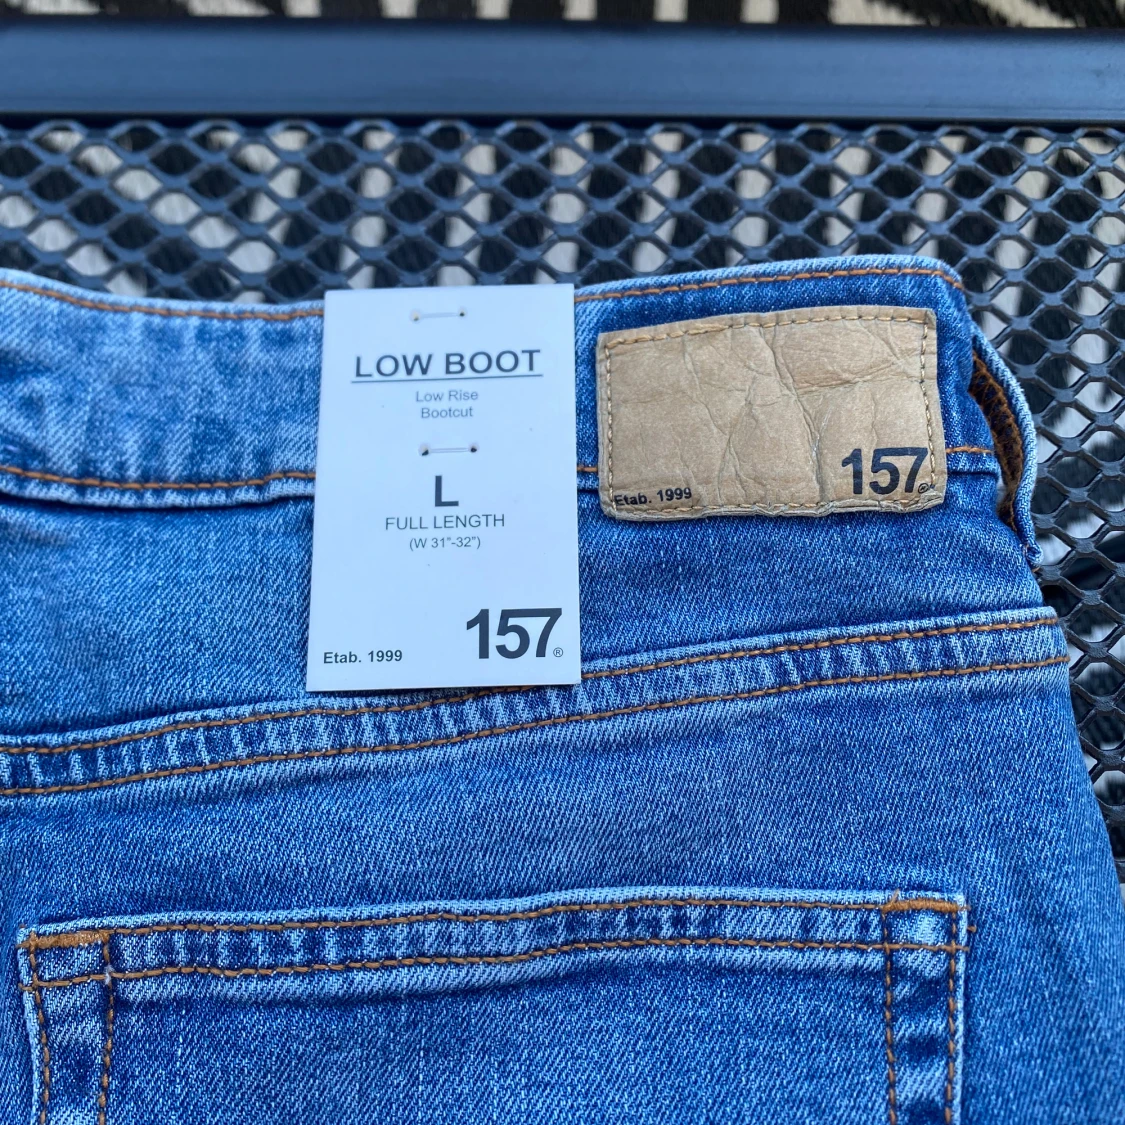 LOW BOOT
Low Rise
Bootcut
L
FULL LENGTH
(W 31"-32")
157®
Etab. 1999
157®
Etab. 1999